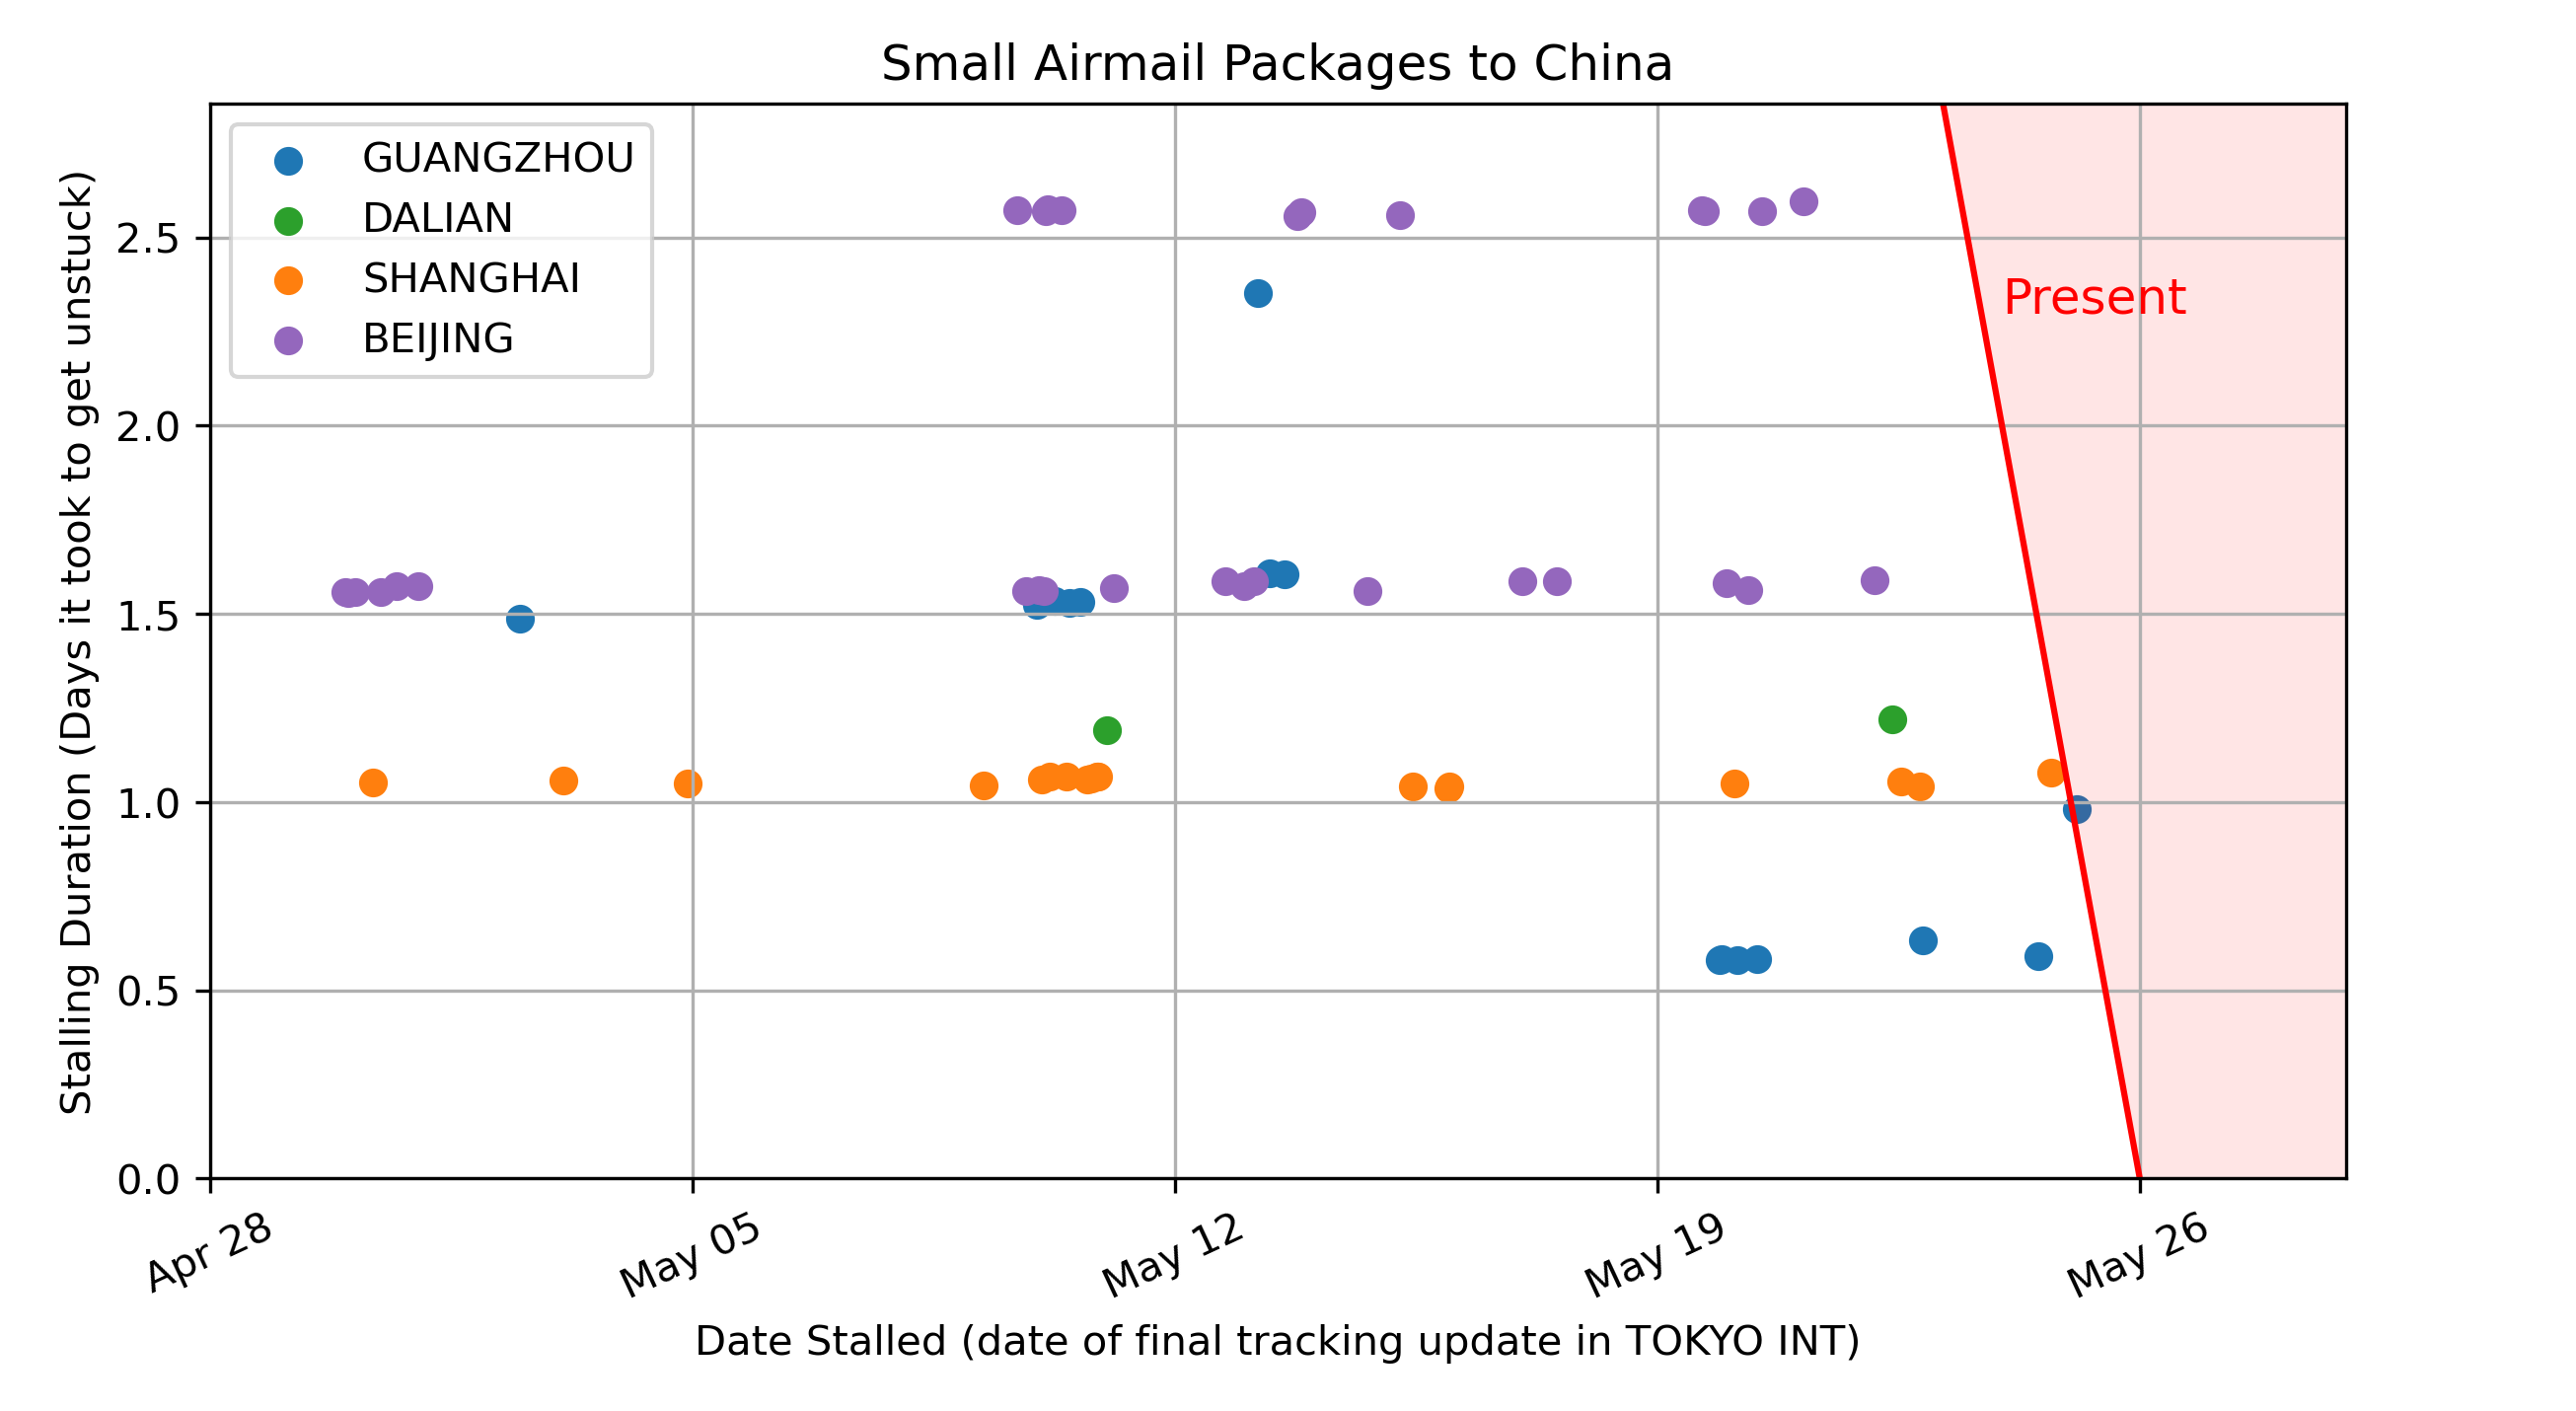 Small Airmail Packages to China
GUANGZHOU
DALIAN
SHANGHAI
BEIJING
Present
Stalling Duration (Days it took to get unstuck)
2.5
2.0
1.5
1.0
0.5
0.0
Apr 28
May 05
May 12
May 19
May 26
Date Stalled (date of final tracking update in TOKYO INT)